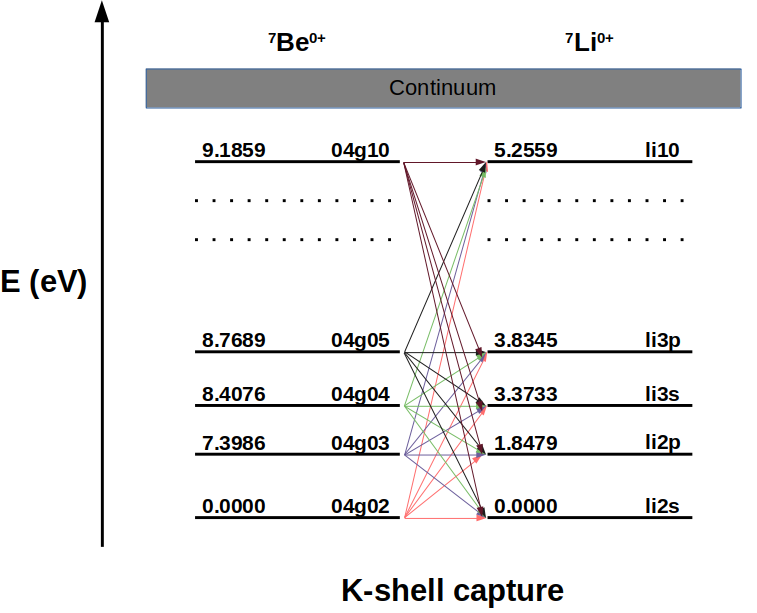 ⁷Be⁰⁺ ⁷Li⁰⁺
Continuum
9.1859 04g10 5.2559 li10
E (eV)
8.7689 04g05 3.8345 li3p
8.4076 04g04 3.3733 li3s
7.3986 04g03 1.8479 li2p
0.0000 04g02 0.0000 li2s
K-shell capture